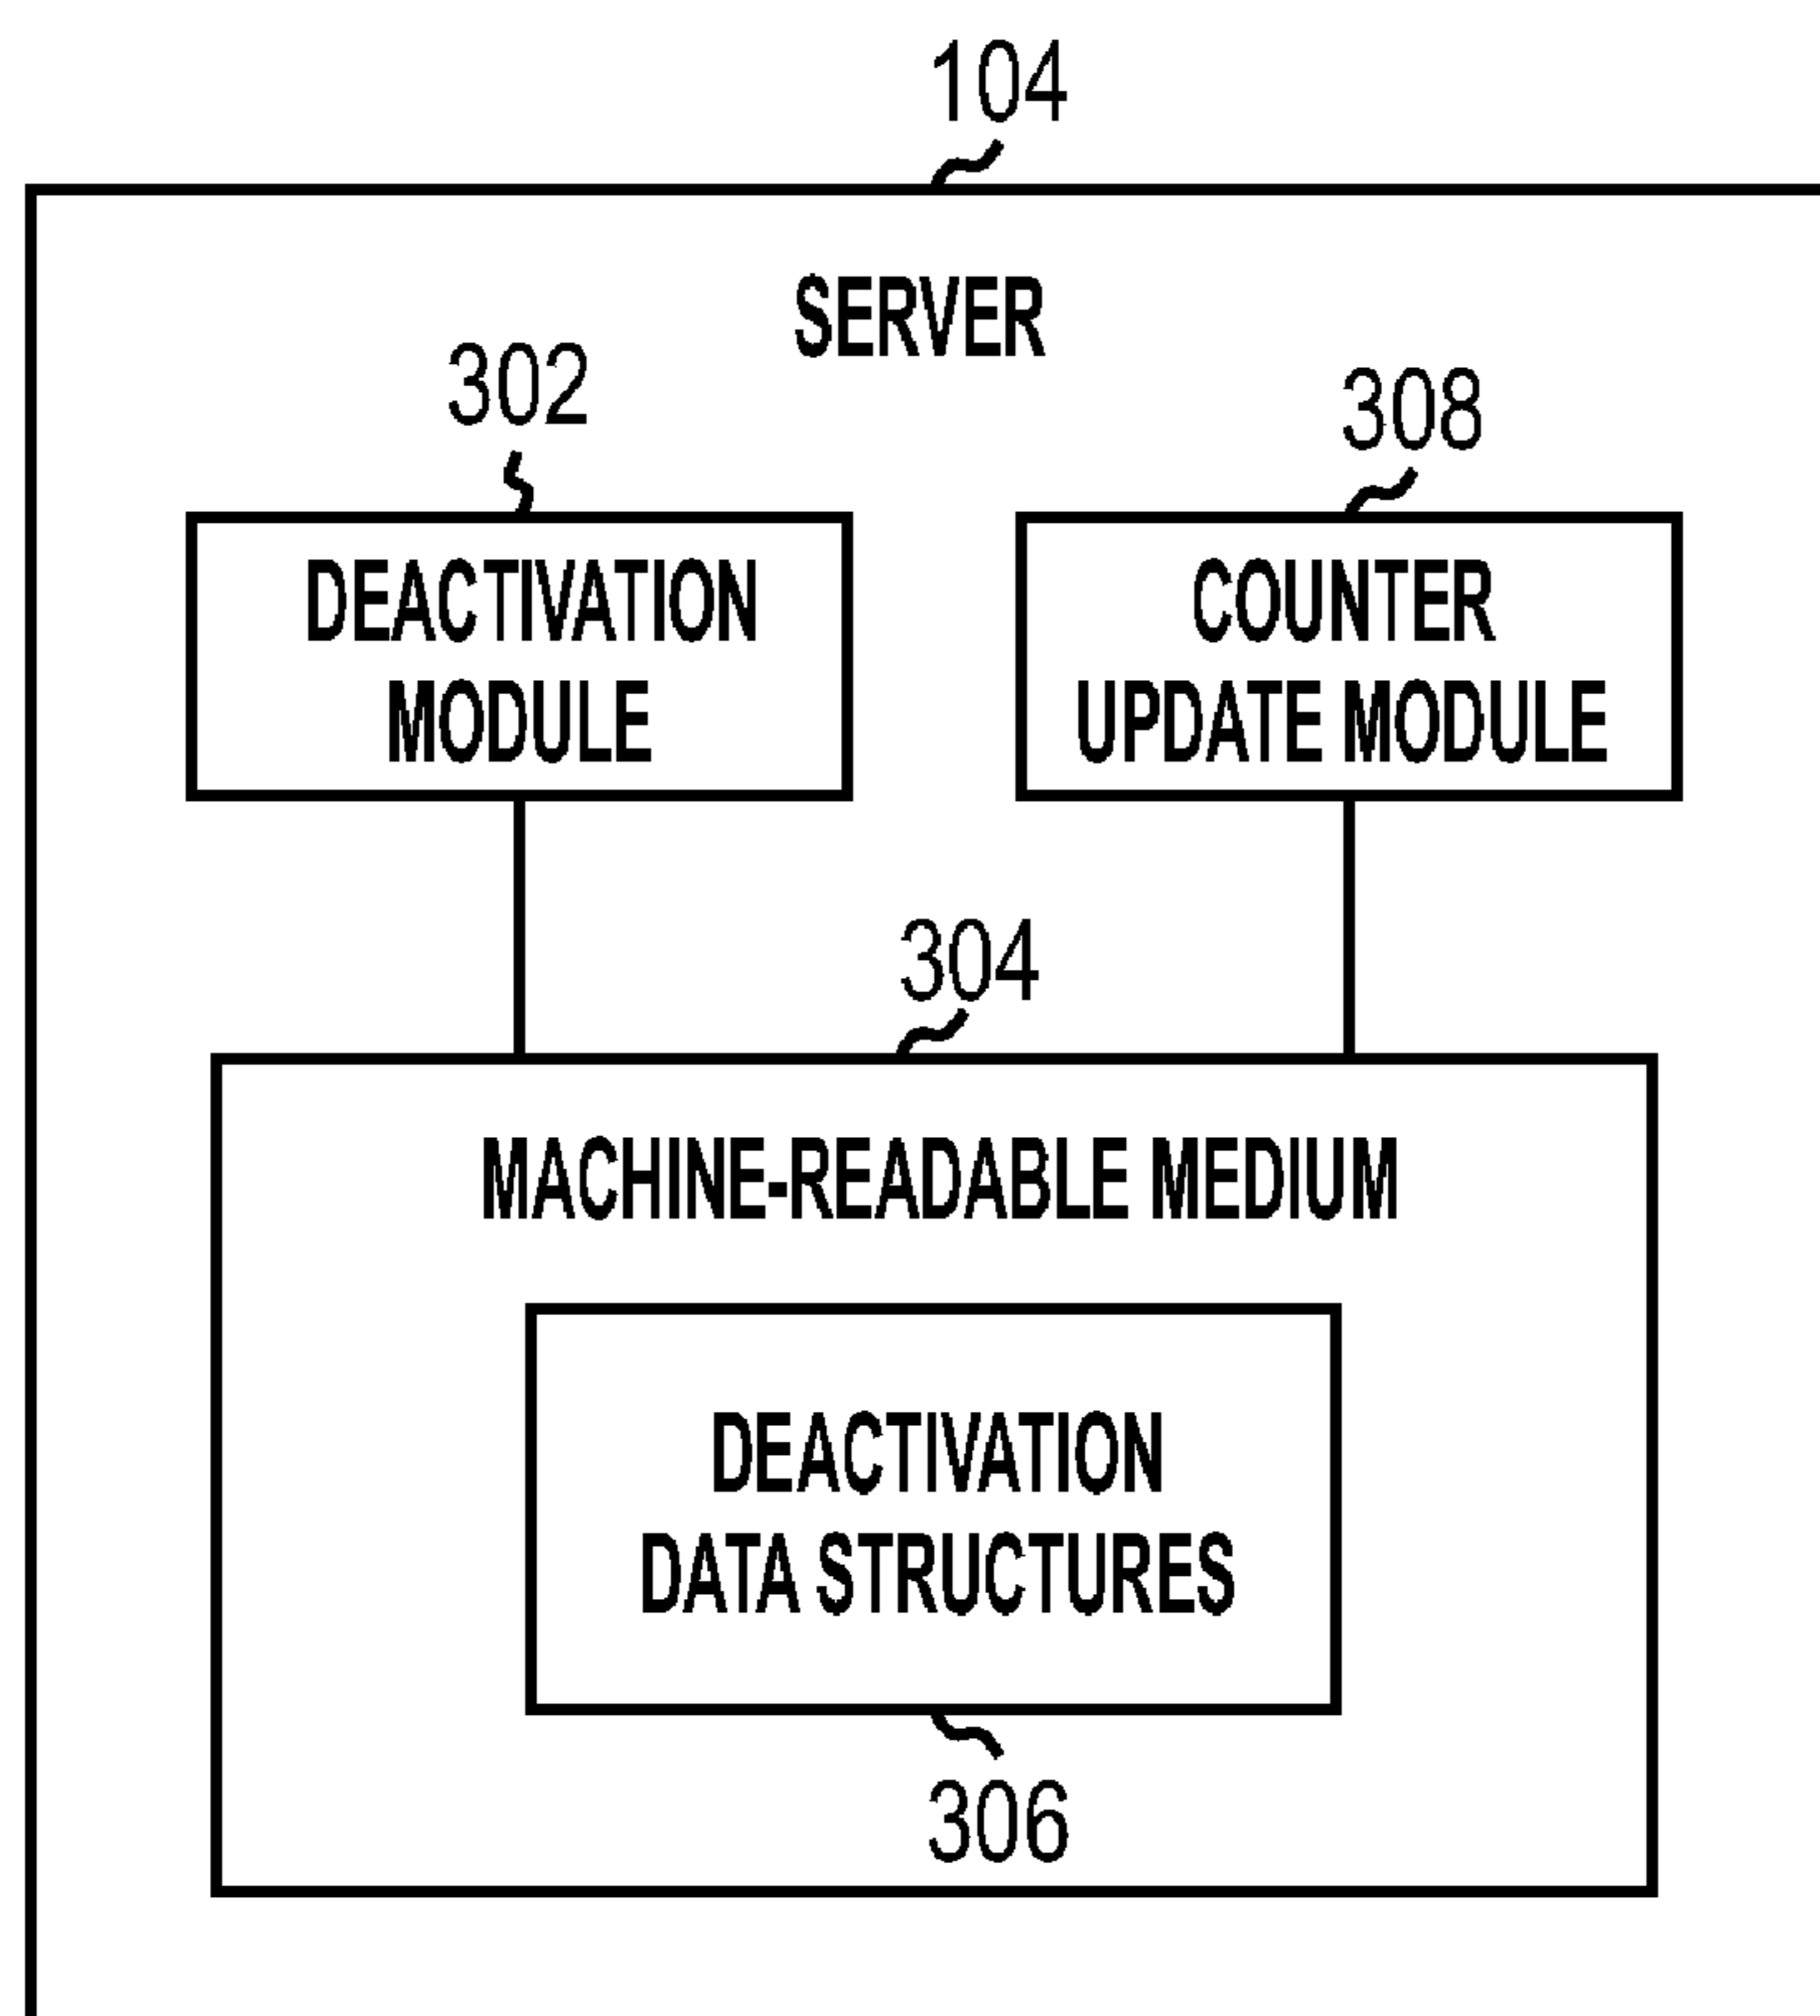 104
SERVER
302
308
DEACTIVATION
MODULE
COUNTER
UPDATE MODULE
304
MACHINE-READABLE MEDIUM
DEACTIVATION
DATA STRUCTURES
306